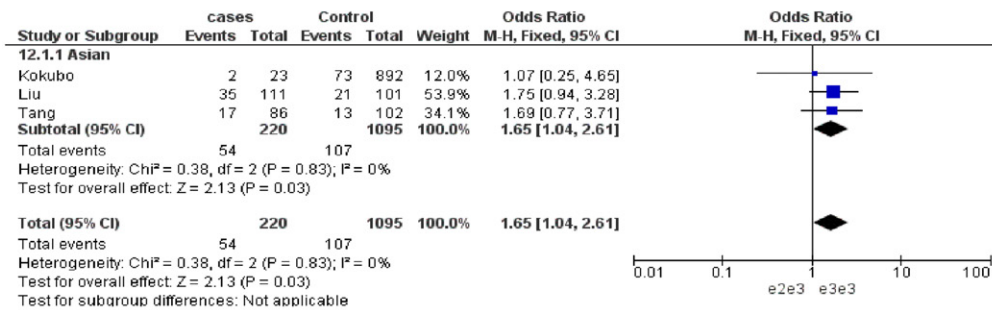 cases Control Odds Ratio Odds Ratio
Study or Subgroup Events Total Events Total Weight M-H, Fixed, 95% CI M-H, Fixed, 95% CI
12.1.1 Asian
Kokubo 2 23 73 892 12.0% 1.07 [0.25, 4.65]
Liu 35 111 21 101 53.9% 1.75 [0.94, 3.28]
Tang 17 86 13 102 34.1% 1.69 [0.77, 3.71]
Subtotal (95% CI) 220 1095 100.0% 1.65 [1.04, 2.61]
Total events 54 107
Heterogeneity: Chi² = 0.38, df = 2 (P = 0.83); I² = 0%
Test for overall effect: Z = 2.13 (P = 0.03)
Total (95% CI) 220 1095 100.0% 1.65 [1.04, 2.61]
Total events 54 107
Heterogeneity: Chi² = 0.38, df = 2 (P = 0.83); I² = 0%
Test for overall effect: Z = 2.13 (P = 0.03)
Test for subgroup differences: Not applicable
0.01 0.1 1 10 100
e2e3 e3e3